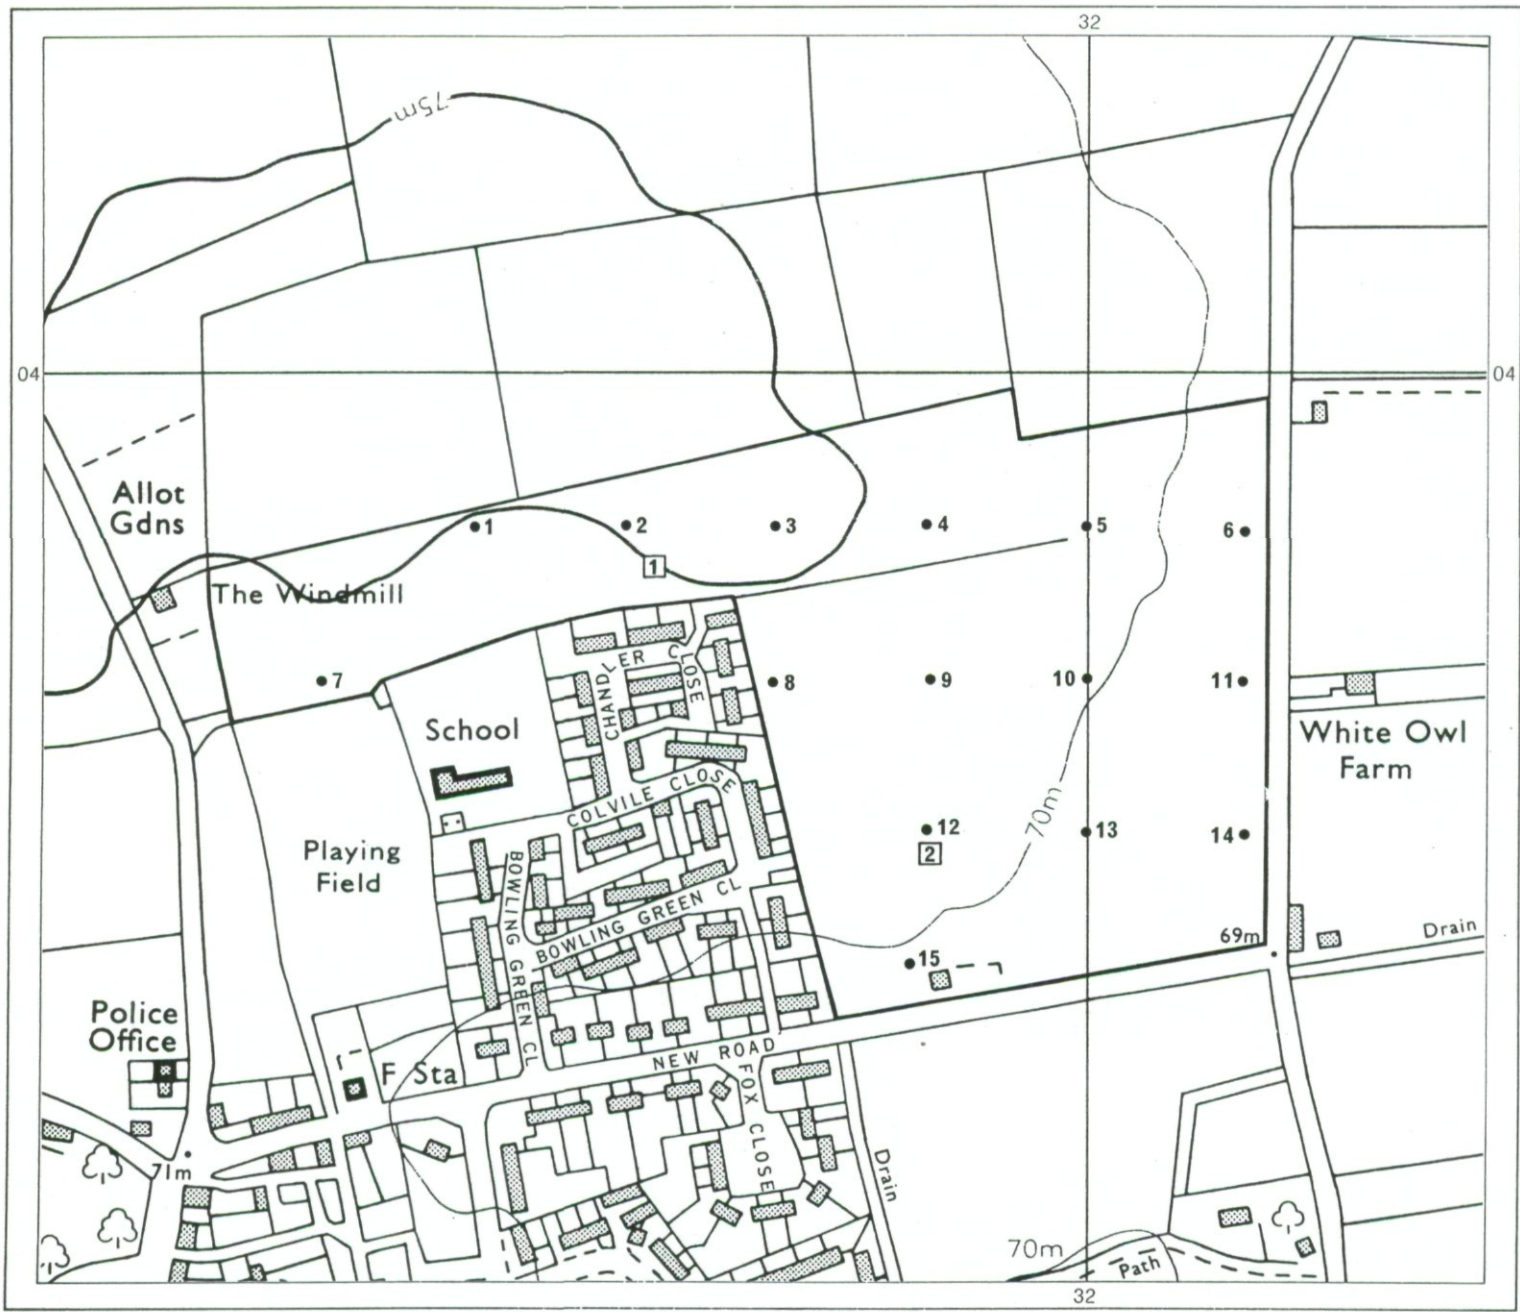 32
75m
04
04
Allot
Gdns
1
2
3
4
5
6
1
The Windmill
CHANDLER CLOSE
7
8
9
10
11
School
White Owl
Farm
COLVILE CLOSE
70m
12
13
14
2
Playing
Field
BOWLING GREEN CL
BOWLING GREEN CL
69m
Drain
15
Police
Office
F Sta
NEW ROAD
FOX CLOSE
71m
Drain
70m
Path
32